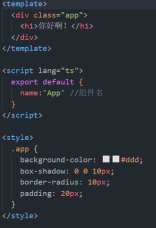 <template>
  <div class="app">
    <h1>你好啊！</h1>
  </div>
</template>

<script lang="ts">
  export default {
    name:'App' //组件名
  }
</script>

<style>
  .app {
    background-color: #ddd;
    box-shadow: 0 0 10px;
    border-radius: 10px;
    padding: 20px;
  }
</style>